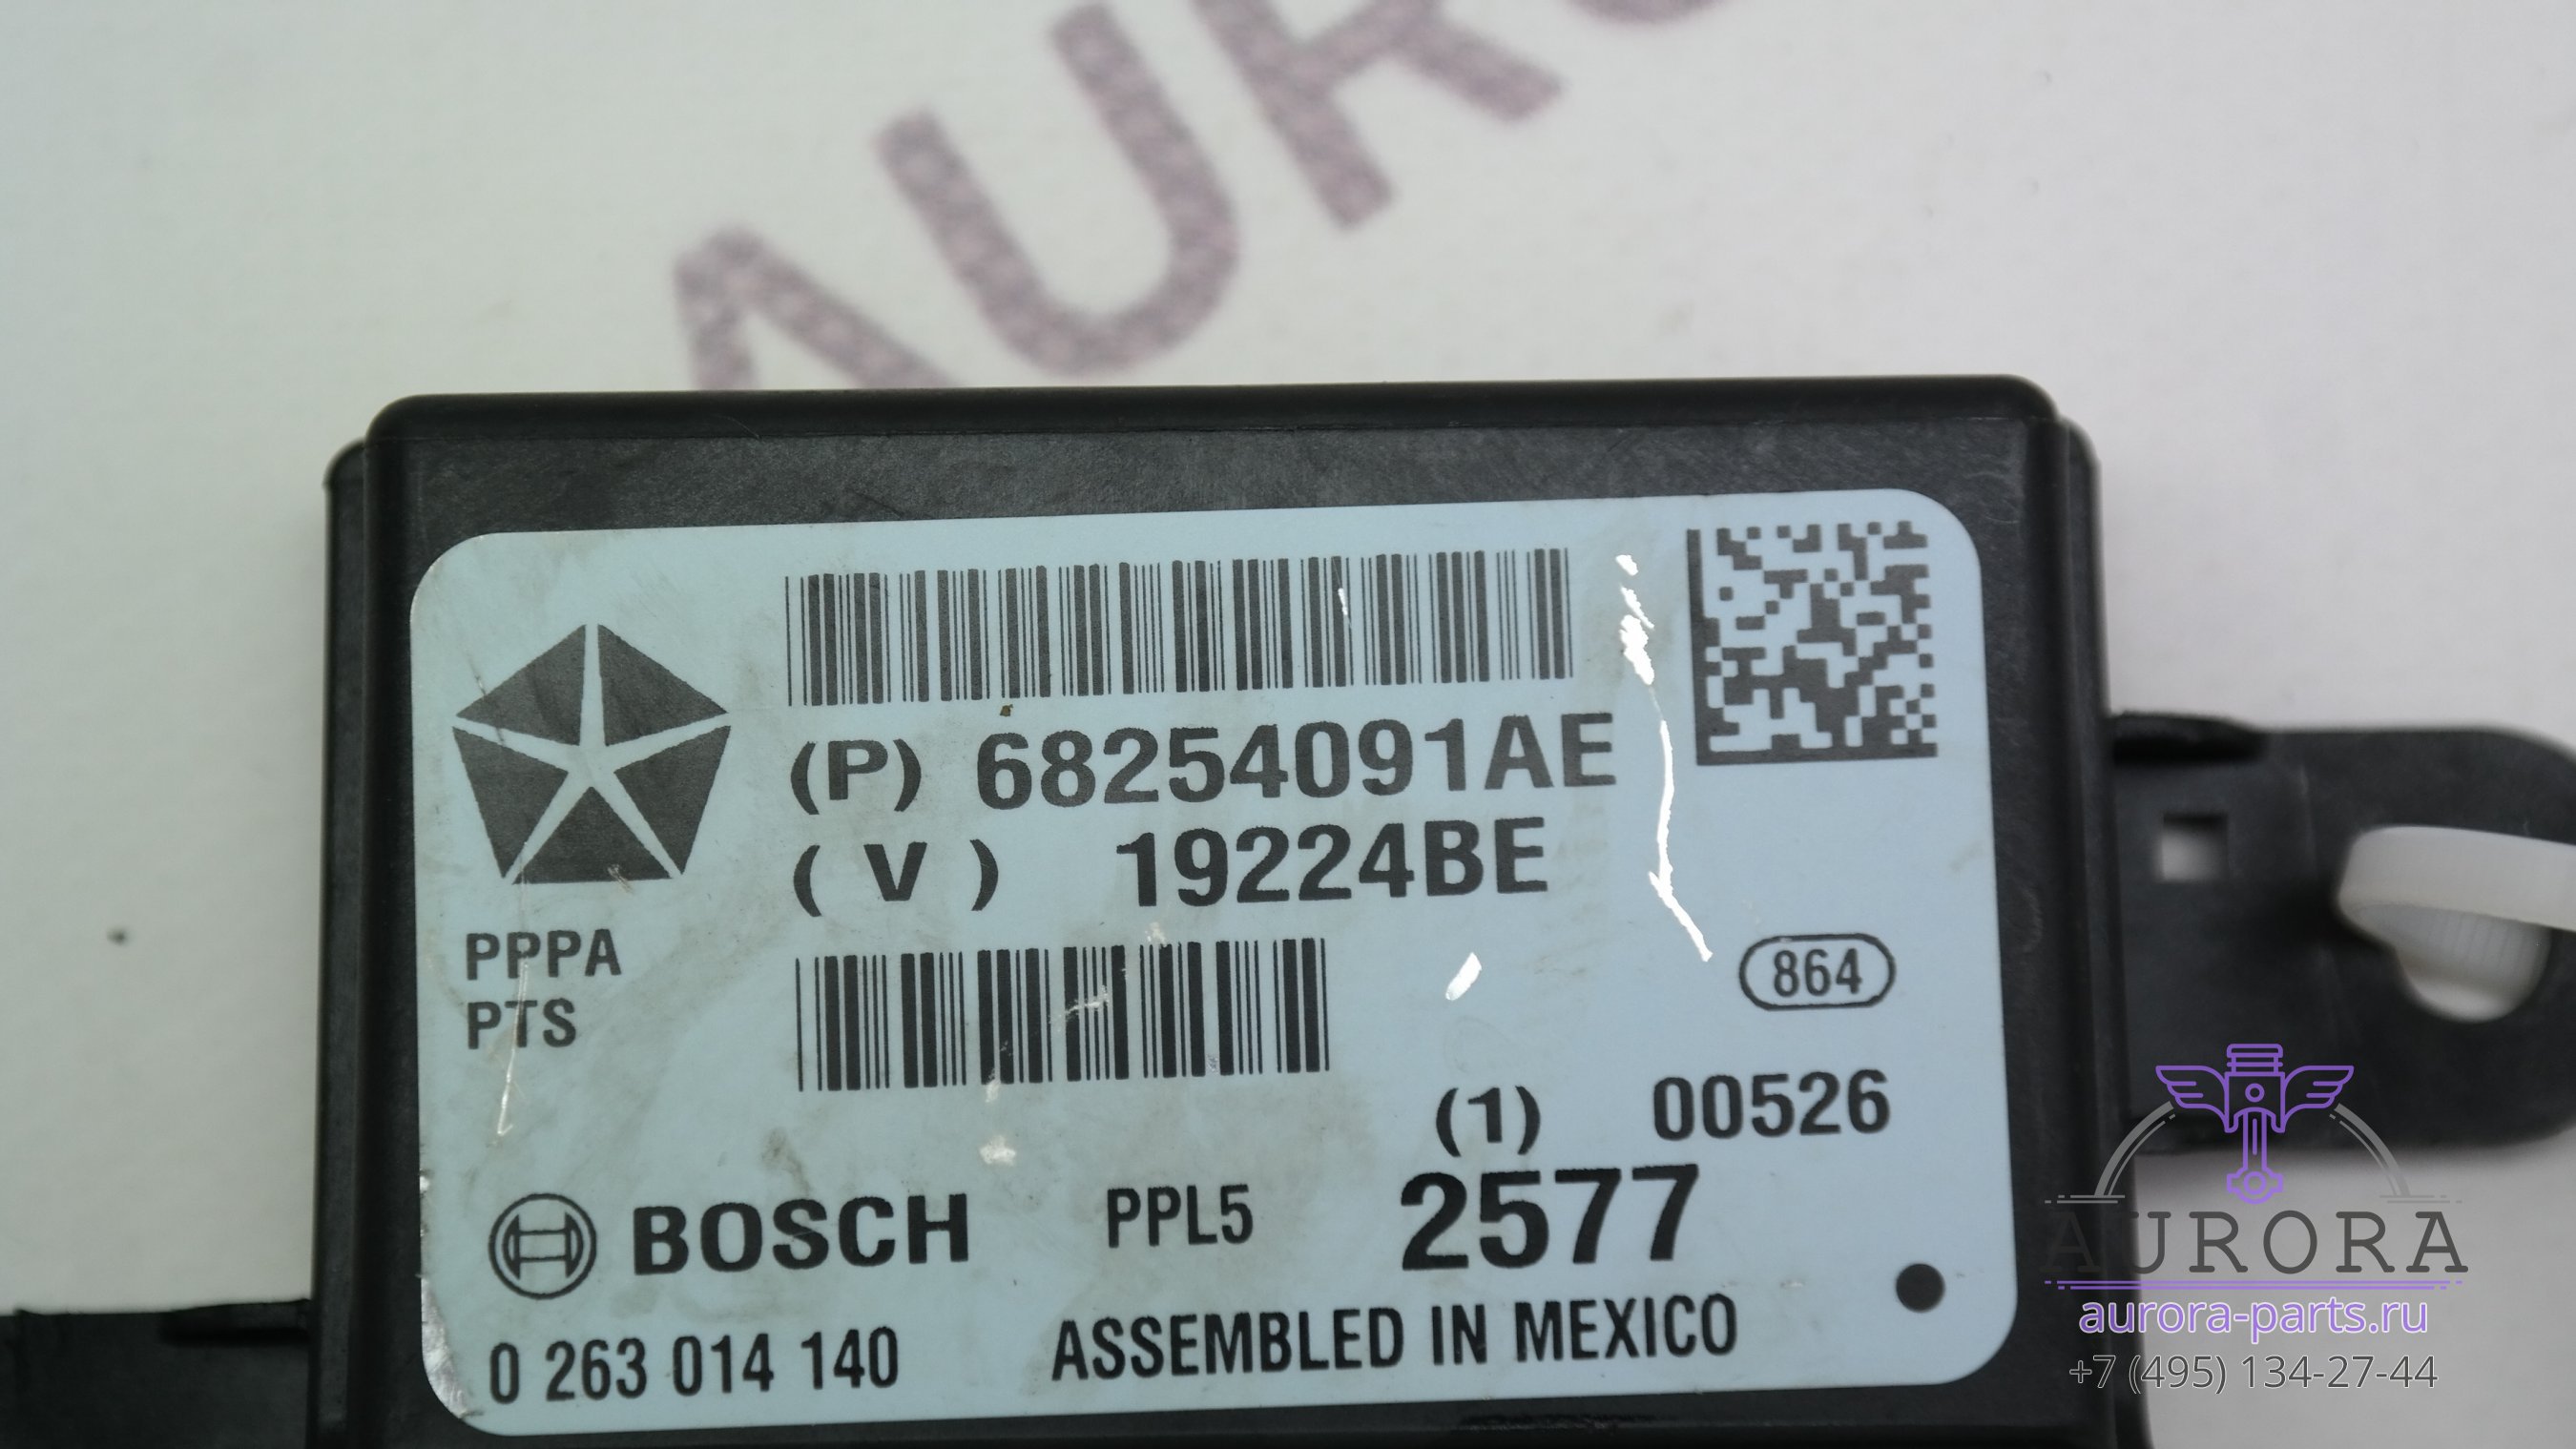 AURO
(P) 68254091AE
(V) 19224BE
PPPA
PTS
864
(1) 00526
BOSCH PPL5 2577
0 263 014 140 ASSEMBLED IN MEXICO
AURORA
aurora-parts.ru
+7 (495) 134-27-44